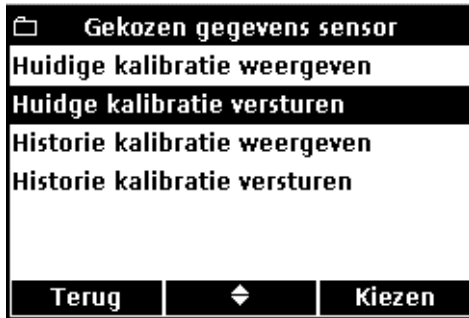 Gekozen gegevens sensor
Huidige kalibratie weergeven
Huidge kalibratie versturen
Historie kalibratie weergeven
Historie kalibratie versturen
Terug Kiezen